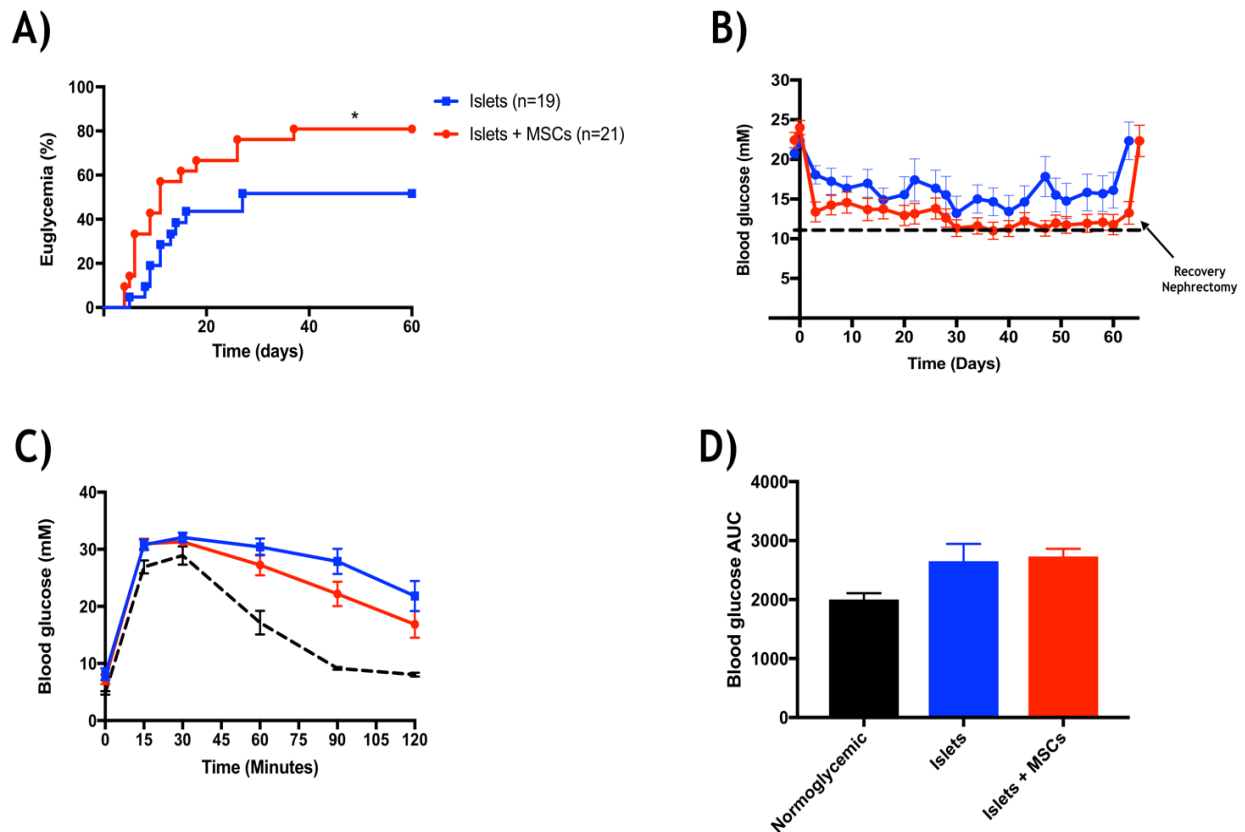 A)
Euglycemia (%)
100
80
60
40
20
0
20
40
60
Time (days)
*
Islets (n=19)
Islets + MSCs (n=21)
B)
Blood glucose (mM)
30
25
20
15
10
5
0
10
20
30
40
50
60
Time (Days)
Recovery
Nephrectomy
C)
Blood glucose (mM)
40
30
20
10
0
0
15
30
45
60
75
90
105
120
Time (Minutes)
D)
Blood glucose AUC
4000
3000
2000
1000
0
Normoglycemic
Islets
Islets + MSCs